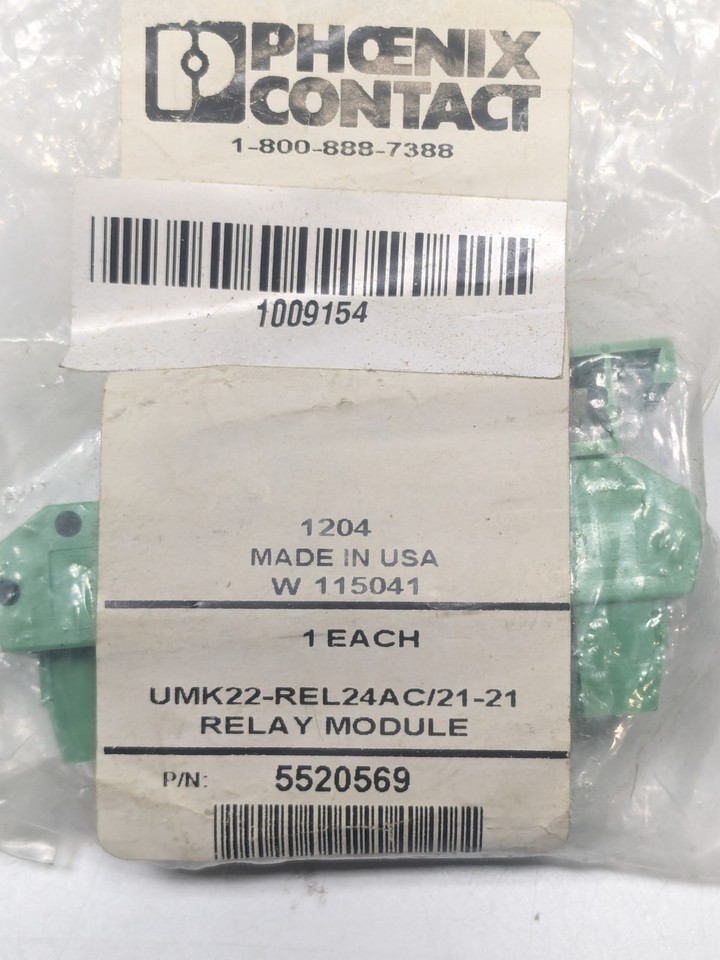 PHŒNIX
CONTACT
1-800-888-7388
1009154
1204
MADE IN USA
W 115041
1 EACH
UMK22-REL24AC/21-21
RELAY MODULE
P/N: 5520569